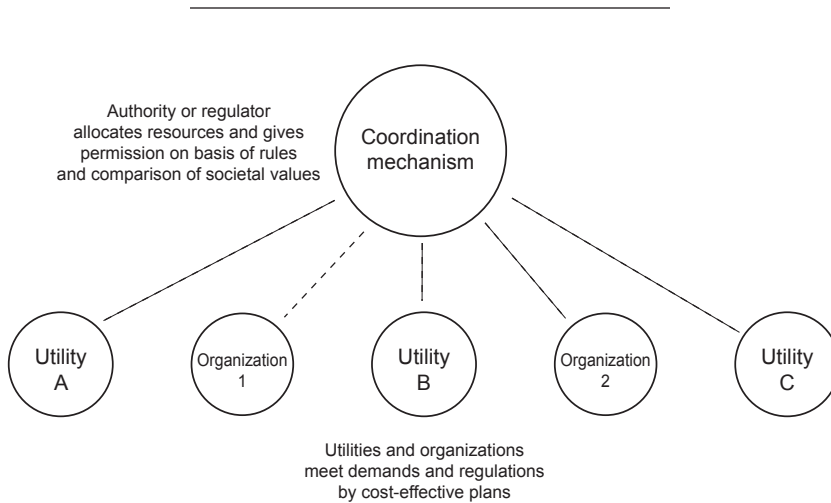 Authority or regulator
allocates resources and gives
permission on basis of rules
and comparison of societal values
Coordination
mechanism
Utility
A
Organization
1
Utility
B
Organization
2
Utility
C
Utilities and organizations
meet demands and regulations
by cost-effective plans